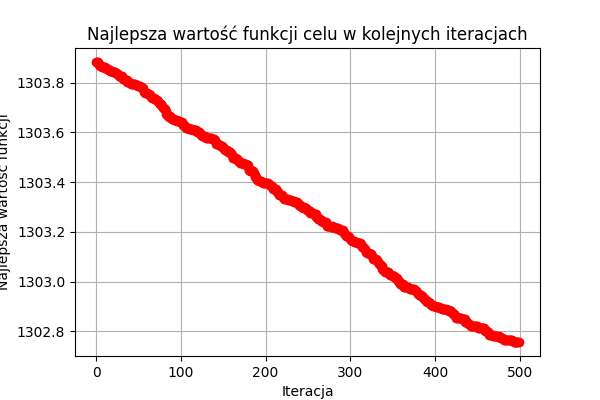 Najlepsza wartość funkcji celu w kolejnych iteracjach
Najlepsza wartość funkcji
1303.8
1303.6
1303.4
1303.2
1303.0
1302.8
0 100 200 300 400 500
Iteracja